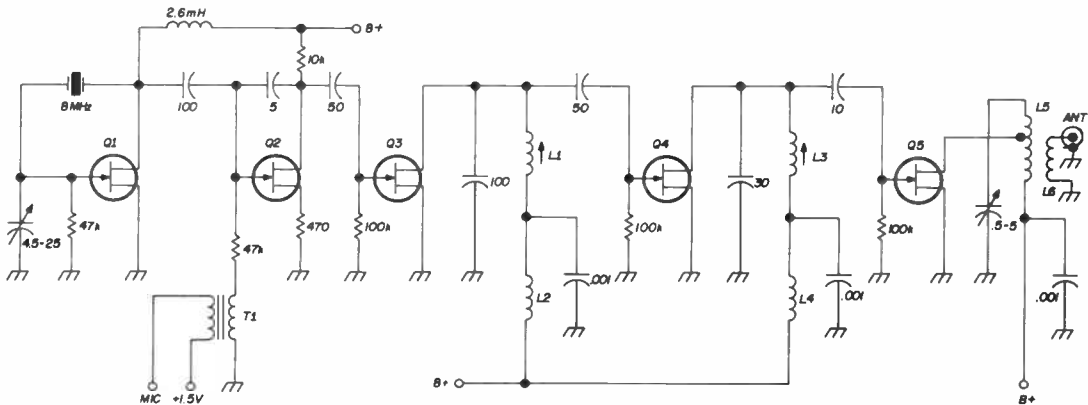 2.6mH
B+
10k
8MHz
100
5
50
Q1
Q2
Q3
4.5-25
47k
47k
470
100k
100
L1
L2
.001
50
Q4
100k
30
L3
L4
.001
10
Q5
100k
.5-5
L5
L6
ANT
.001
T1
MIC
+1.5V
B+
B+